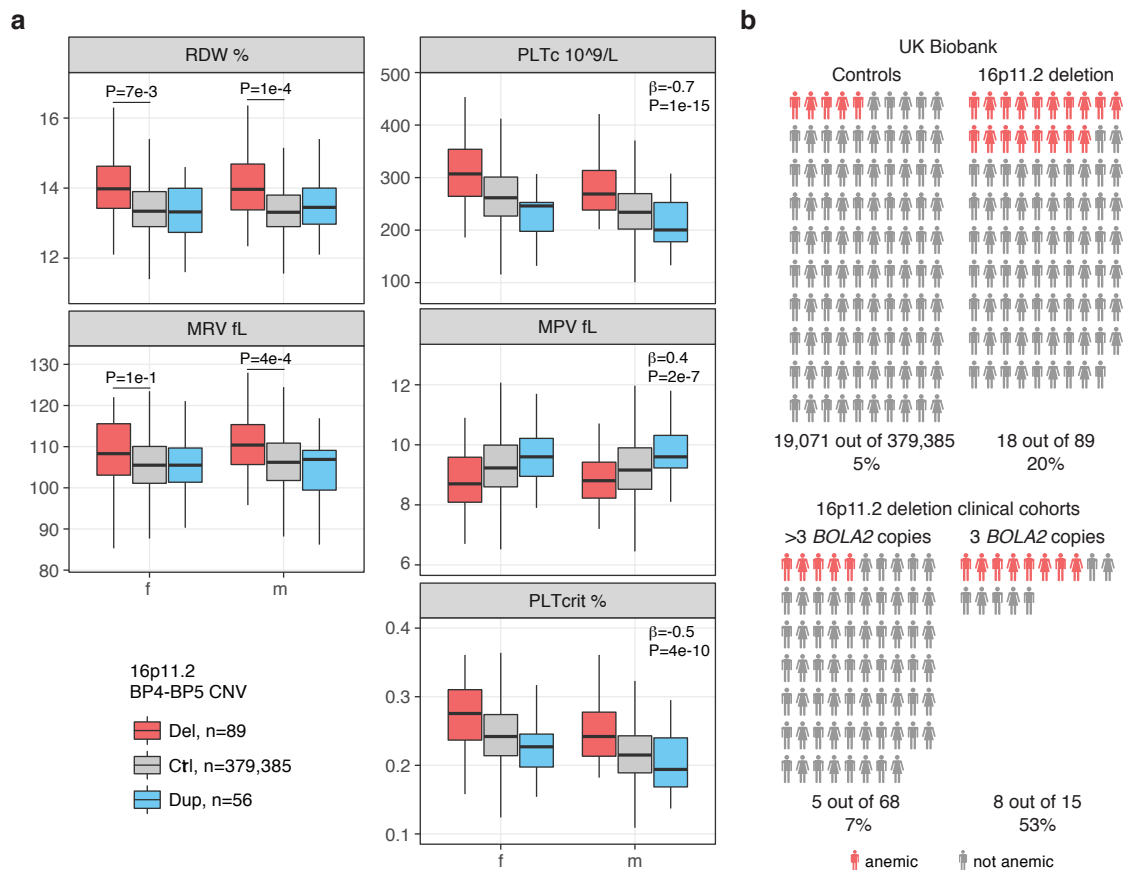 a
RDW %
P=7e-3
P=1e-4
16
14
12
PLTc 10^9/L
β=-0.7
P=1e-15
500
400
300
200
100
MRV fL
P=1e-1
P=4e-4
130
120
110
100
90
80
f
m
MPV fL
β=0.4
P=2e-7
12
10
8
6
PLTcrit %
β=-0.5
P=4e-10
0.4
0.3
0.2
0.1
f
m
16p11.2
BP4-BP5 CNV
Del, n=89
Ctrl, n=379,385
Dup, n=56
b
UK Biobank
Controls
16p11.2 deletion
19,071 out of 379,385
5%
18 out of 89
20%
16p11.2 deletion clinical cohorts
>3 BOLA2 copies
3 BOLA2 copies
5 out of 68
7%
8 out of 15
53%
anemic
not anemic